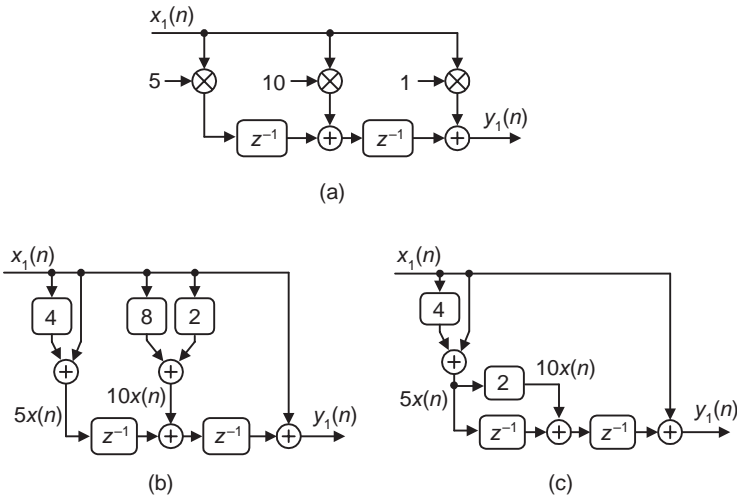 x₁(n)
5 10 1
z⁻¹ + z⁻¹ + y₁(n)
(a)
x₁(n)
4 8 2
+ +
5x(n) 10x(n)
z⁻¹ + z⁻¹ + y₁(n)
(b)
x₁(n)
4
+
5x(n) 2 10x(n)
z⁻¹ + z⁻¹ + y₁(n)
(c)